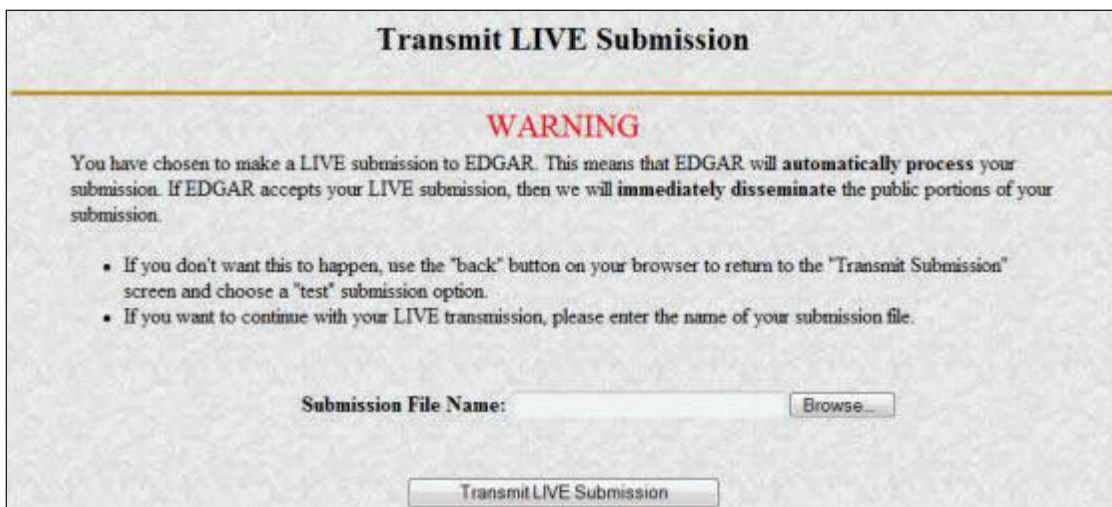 Transmit LIVE Submission
WARNING
You have chosen to make a LIVE submission to EDGAR. This means that EDGAR will automatically process your
submission. If EDGAR accepts your LIVE submission, then we will immediately disseminate the public portions of your
submission.
• If you don't want this to happen, use the "back" button on your browser to return to the "Transmit Submission"
screen and choose a "test" submission option.
• If you want to continue with your LIVE transmission, please enter the name of your submission file.
Submission File Name: Browse...
Transmit LIVE Submission